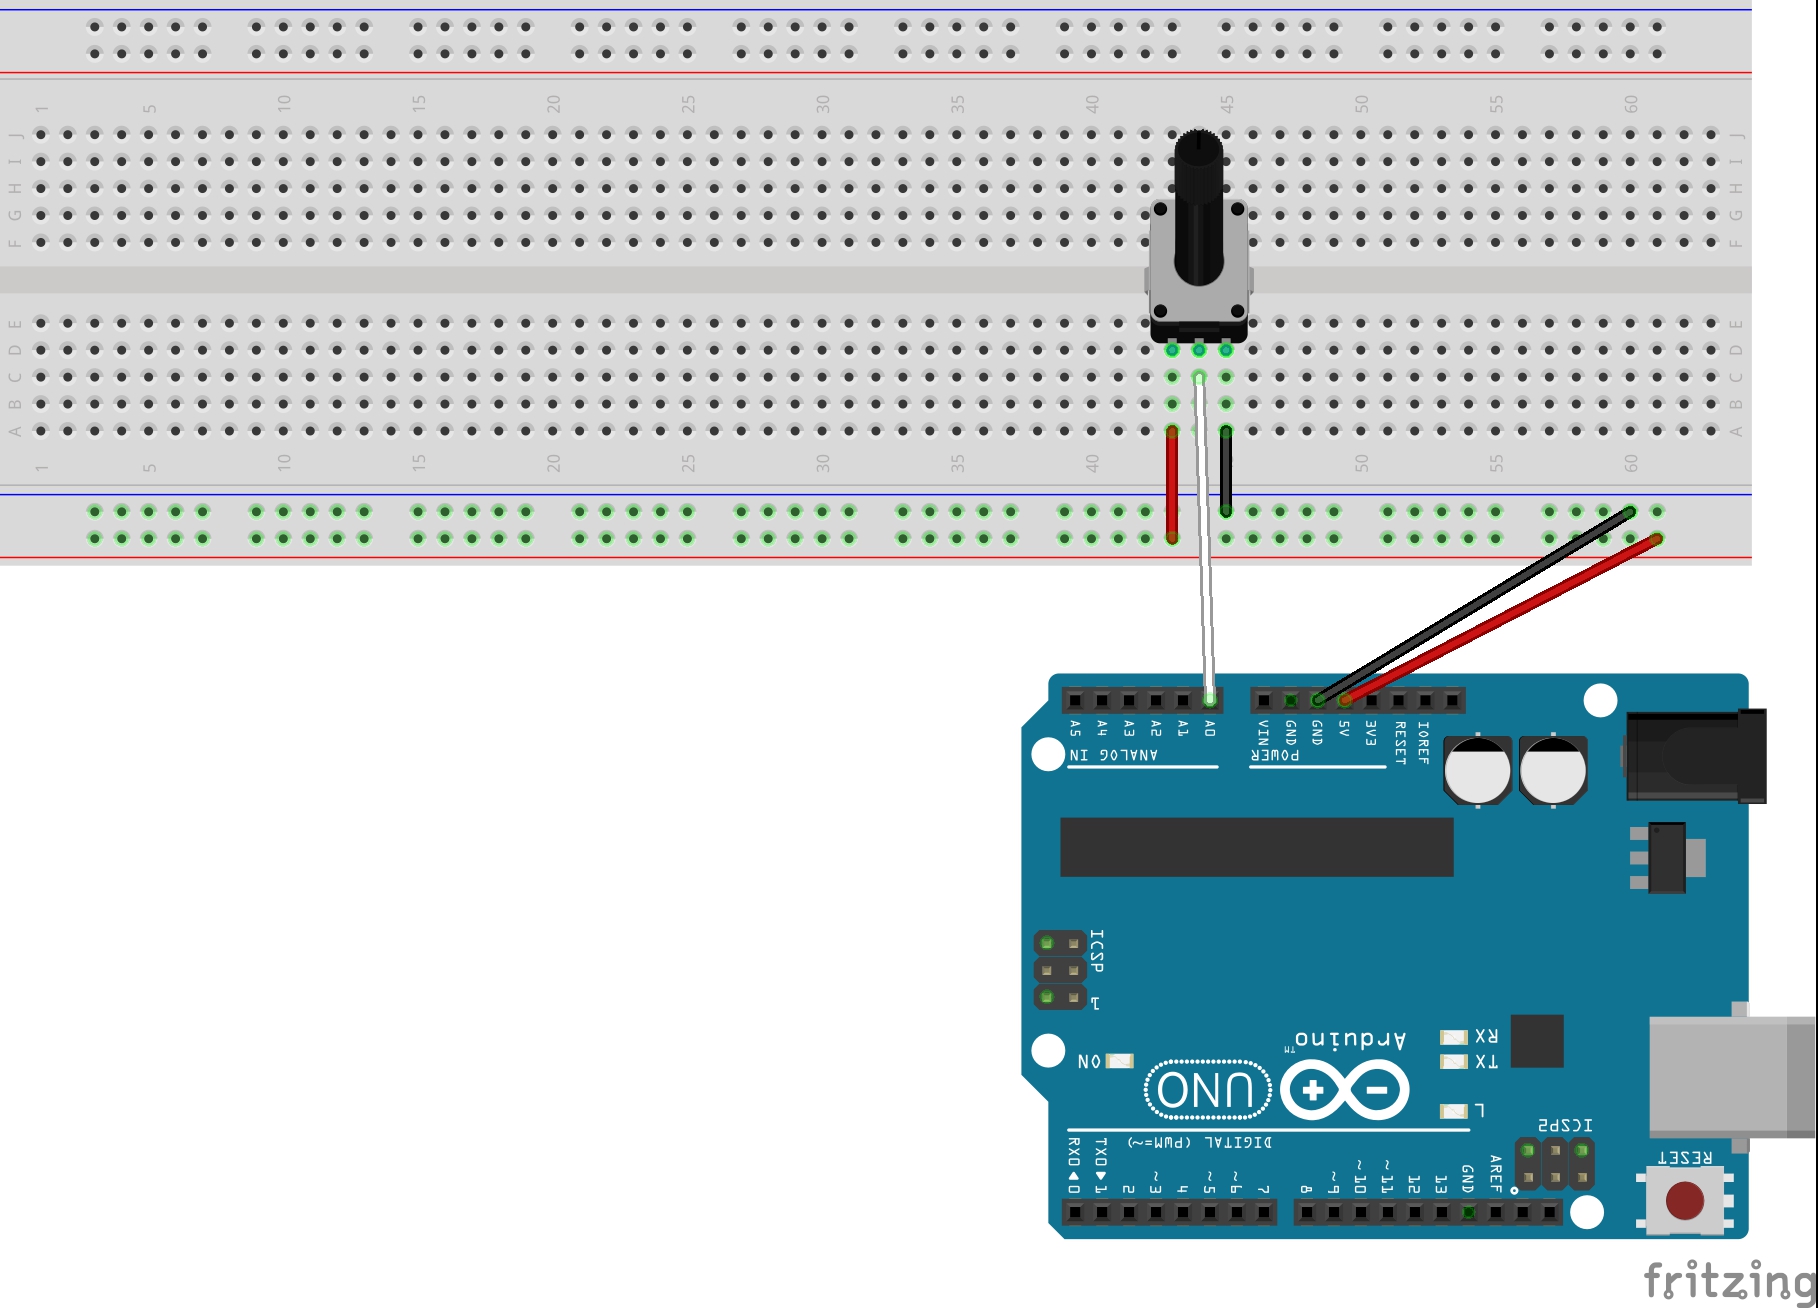 1 5 10 15 20 25 30 35 40 45 50 55 60
J J
I I
H H
G G
F F
E E
D D
C C
B B
A A
1 5 10 15 20 25 30 35 40 45 50 55 60
A5 A4 A3 A2 A1 A0 VIN GND GND 5V 3V3 RESET IOREF
ANALOG IN POWER
ICSP
1
Arduino™
RX
ON TX
UNO
L
ICSP2
DIGITAL (PWM=~)
RESET
RX0◀0 TX0▶1 2 ~3 4 ~5 ~6 7 8 ~9 ~10 ~11 12 13 GND AREF
fritzing